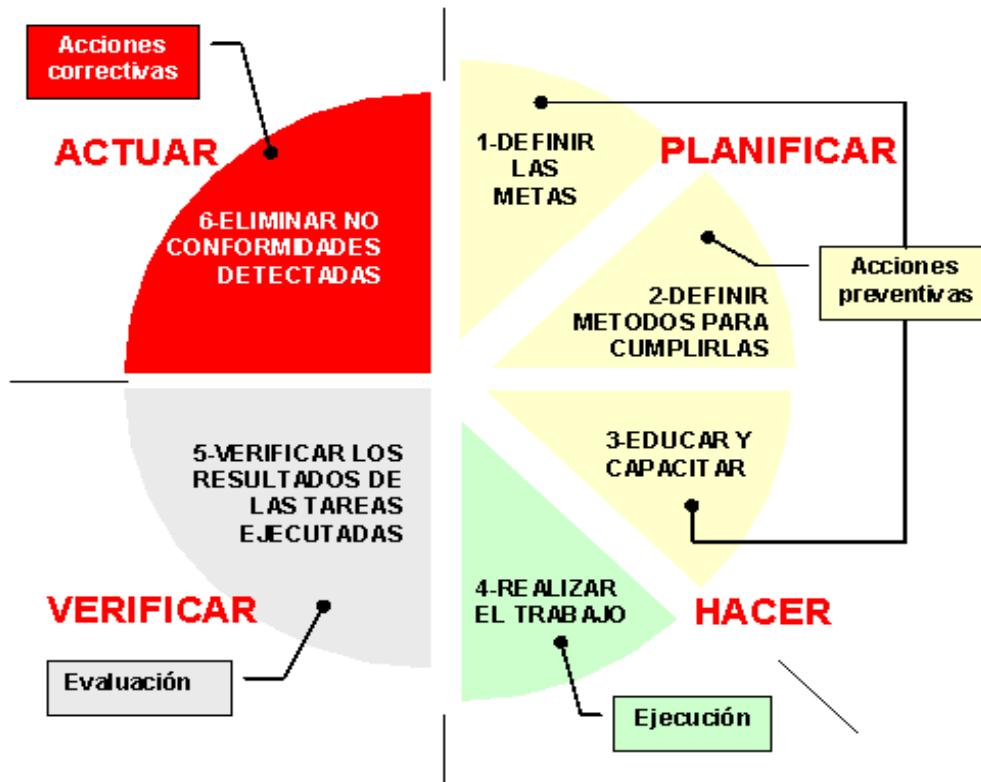 Acciones
correctivas
ACTUAR
6-ELIMINAR NO
CONFORMIDADES
DETECTADAS
1-DEFINIR
LAS
METAS
PLANIFICAR
2-DEFINIR
METODOS PARA
CUMPLIRLAS
Acciones
preventivas
3-EDUCAR Y
CAPACITAR
HACER
4-REALIZAR
EL TRABAJO
Ejecución
5-VERIFICAR LOS
RESULTADOS DE
LAS TAREAS
EJECUTADAS
VERIFICAR
Evaluación